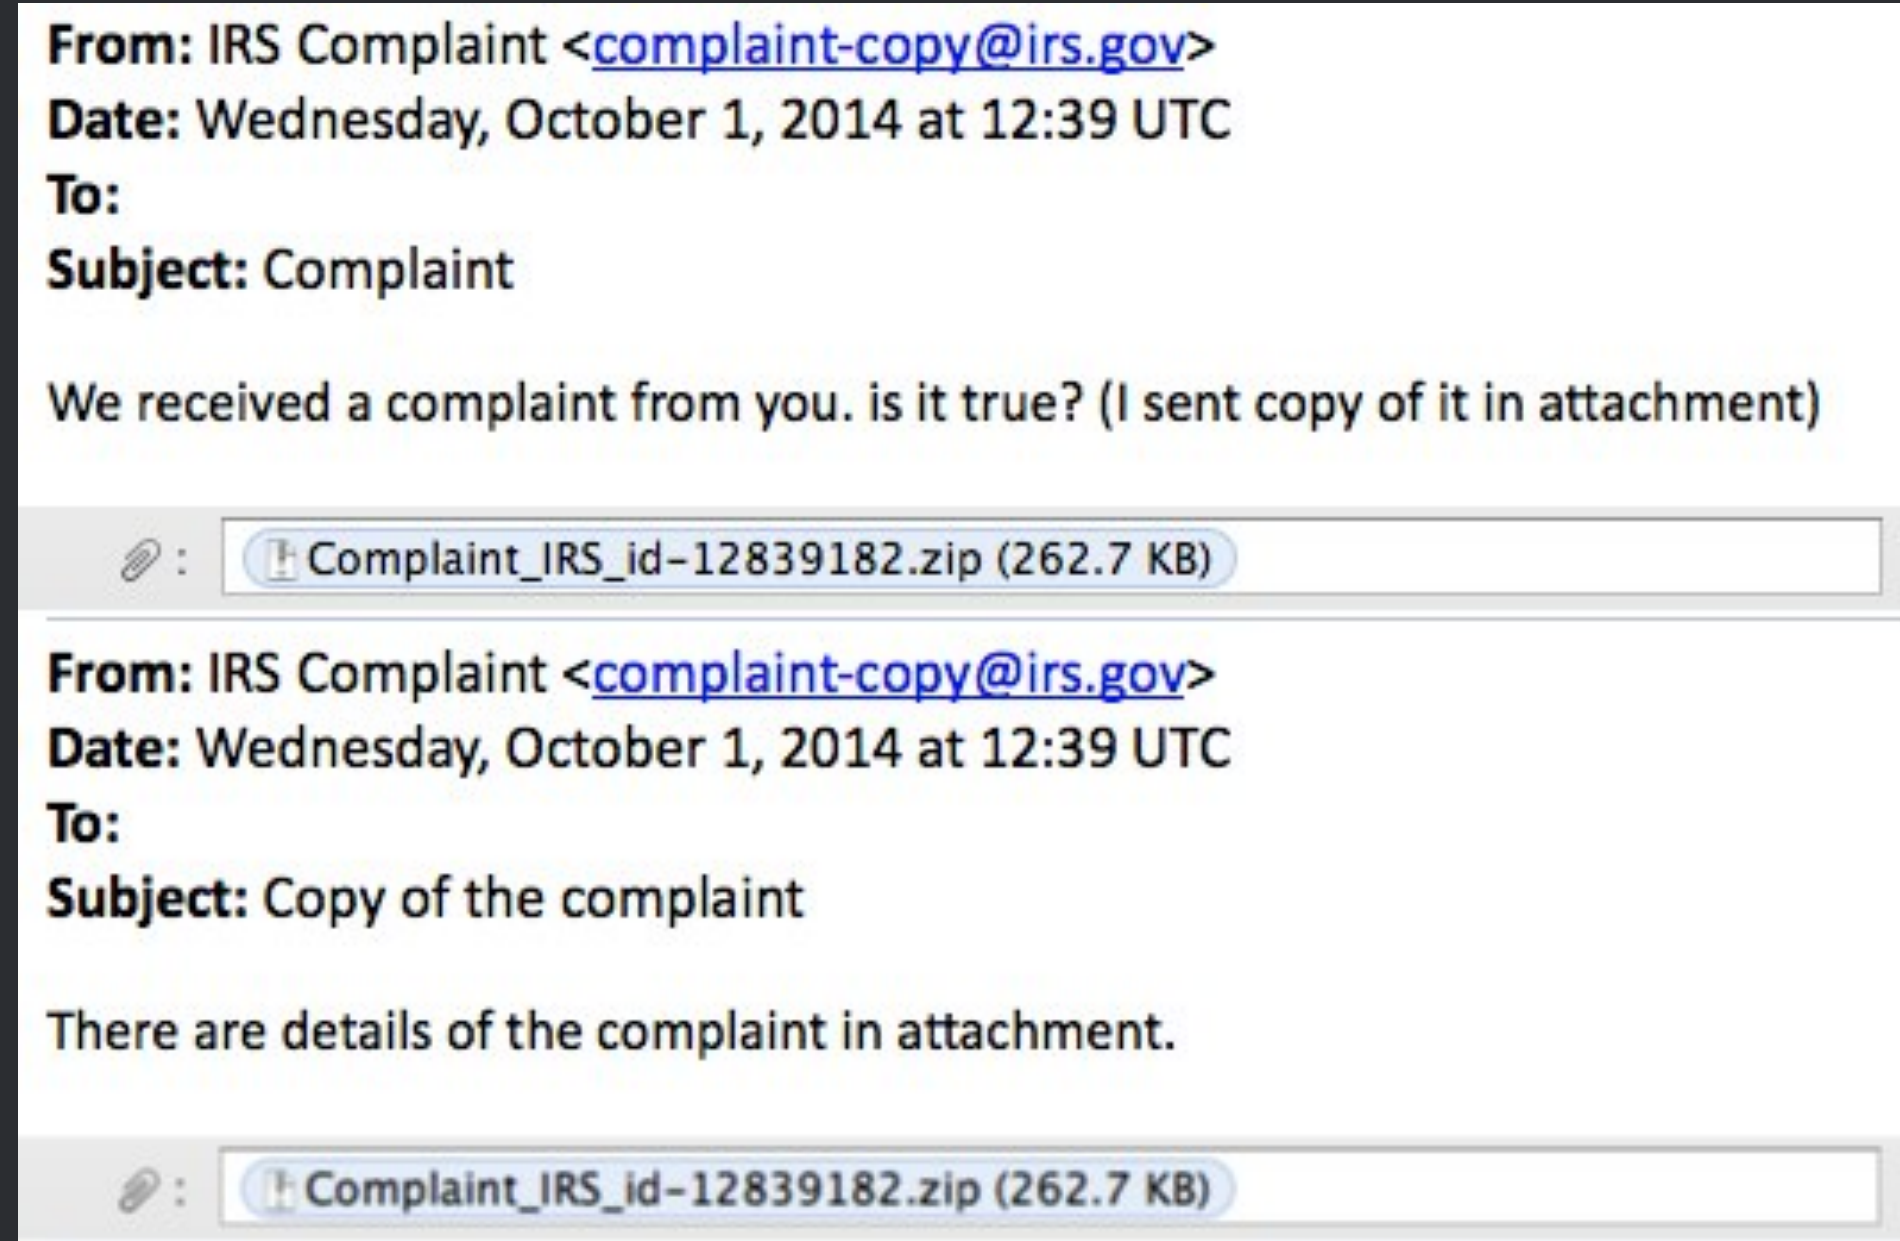 From: IRS Complaint <complaint-copy@irs.gov>
Date: Wednesday, October 1, 2014 at 12:39 UTC
To:
Subject: Complaint
We received a complaint from you. is it true? (I sent copy of it in attachment)
: Complaint_IRS_id-12839182.zip (262.7 KB)
From: IRS Complaint <complaint-copy@irs.gov>
Date: Wednesday, October 1, 2014 at 12:39 UTC
To:
Subject: Copy of the complaint
There are details of the complaint in attachment.
: Complaint_IRS_id-12839182.zip (262.7 KB)